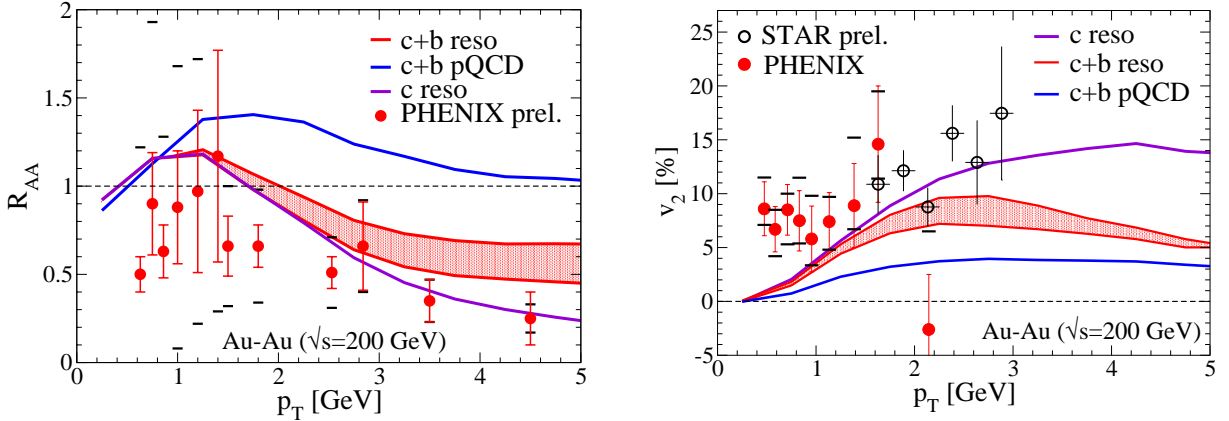 2
1.5
1
0.5
0
R_AA
c+b reso
c+b pQCD
c reso
PHENIX prel.
Au-Au (√s=200 GeV)
0 1 2 3 4 5
p_T [GeV]
25
20
15
10
5
0
-5
v_2 [%]
STAR prel.
PHENIX
c reso
c+b reso
c+b pQCD
Au-Au (√s=200 GeV)
0 1 2 3 4 5
p_T [GeV]